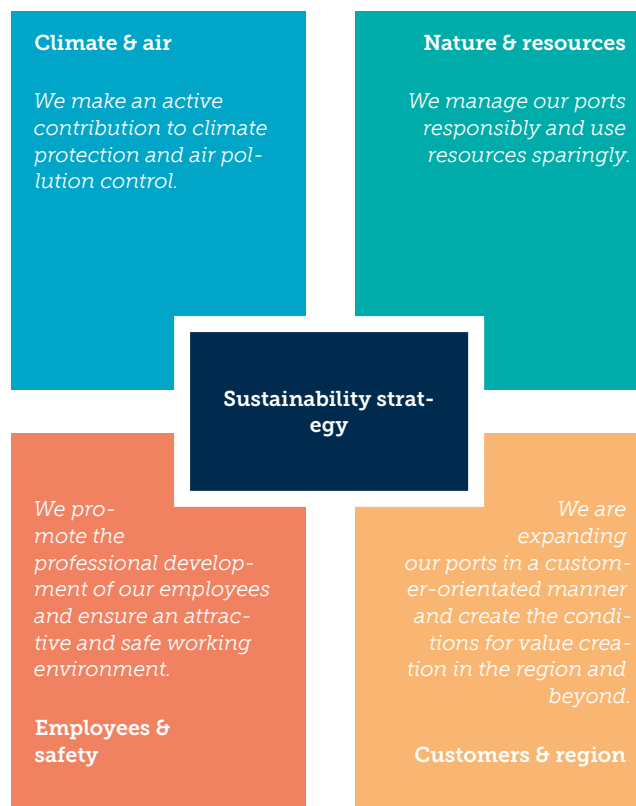 Climate & air
We make an active
contribution to climate
protection and air pol-
lution control.
Nature & resources
We manage our ports
responsibly and use
resources sparingly.
Sustainability strat-
egy
We pro-
mote the
professional develop-
ment of our employees
and ensure an attrac-
tive and safe working
environment.
Employees &
safety
We are
expanding
our ports in a custom-
er-orientated manner
and create the condi-
tions for value crea-
tion in the region and
beyond.
Customers & region